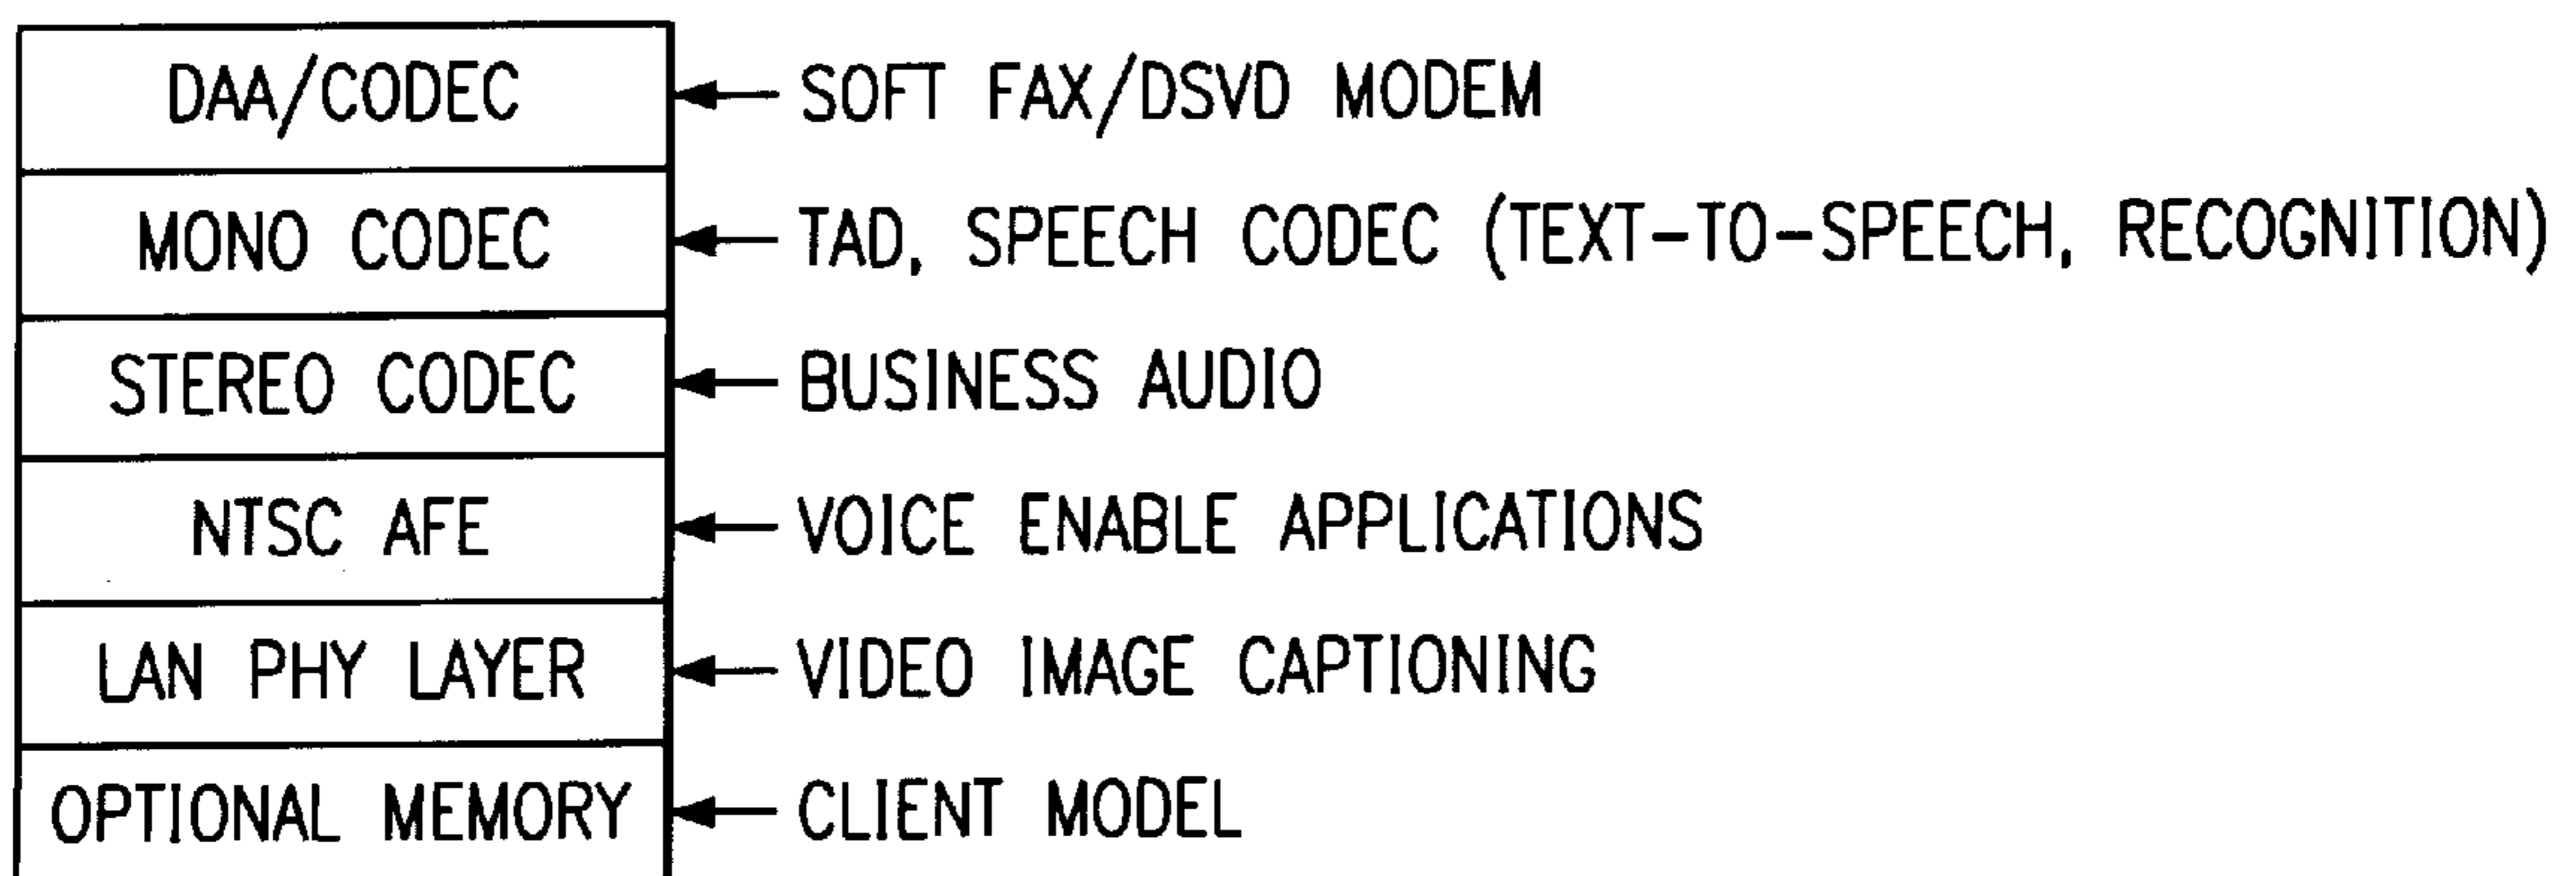 DAA/CODEC SOFT FAX/DSVD MODEM
MONO CODEC TAD, SPEECH CODEC (TEXT-TO-SPEECH, RECOGNITION)
STEREO CODEC BUSINESS AUDIO
NTSC AFE VOICE ENABLE APPLICATIONS
LAN PHY LAYER VIDEO IMAGE CAPTIONING
OPTIONAL MEMORY CLIENT MODEL